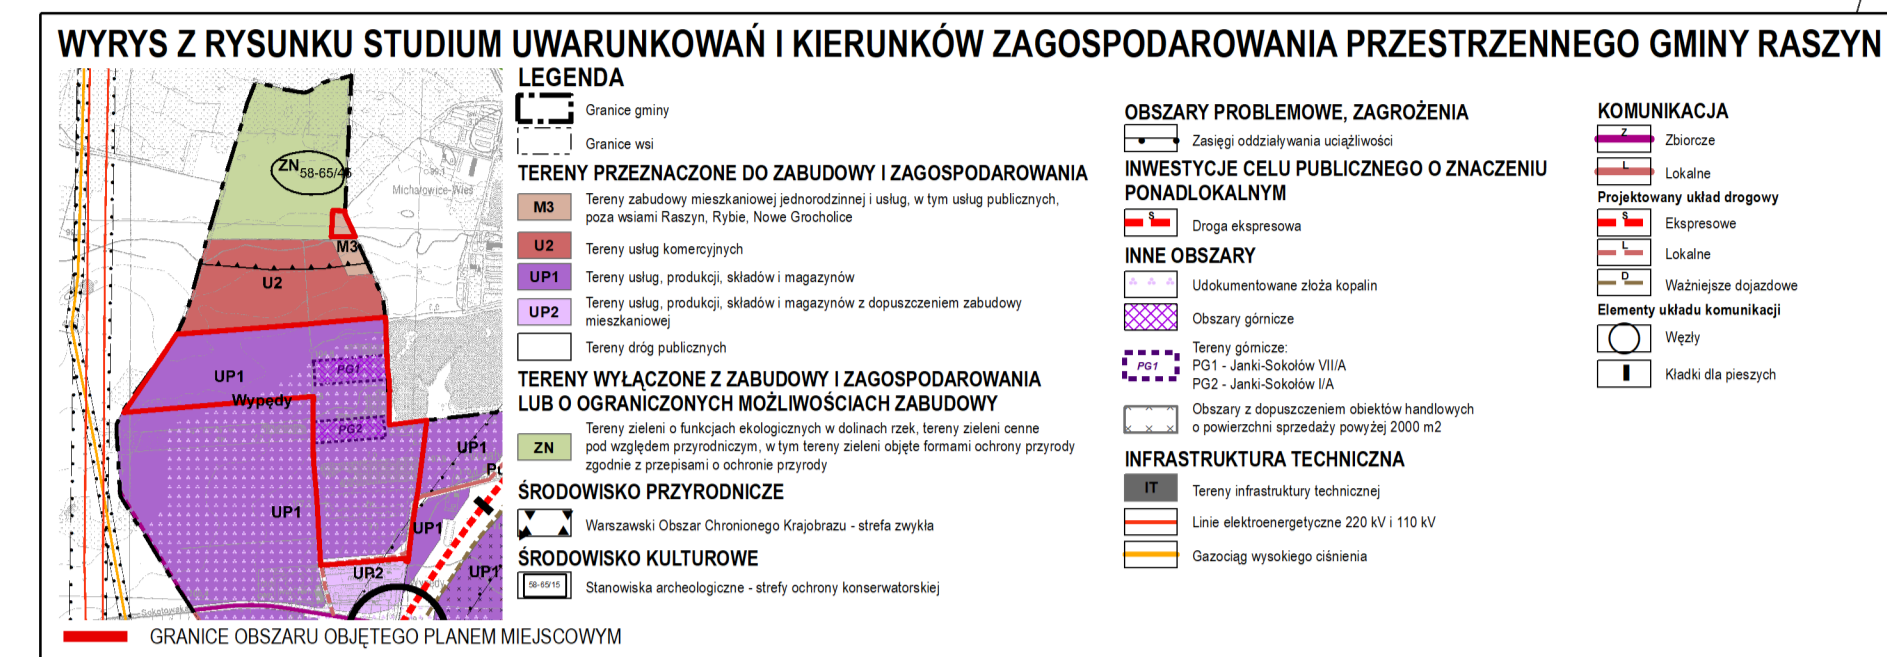 WYRYS Z RYSUNKU STUDIUM UWARUNKOWAŃ I KIERUNKÓW ZAGOSPODAROWANIA PRZESTRZENNEGO GMINY RASZYN
ZN
58-65/45
Michałowice-Wieś
M3
U2
UP1
PG1
Wypędy
PG2
UP1
UP1
UP1
UP2
UP1
LEGENDA
Granice gminy
Granice wsi
TERENY PRZEZNACZONE DO ZABUDOWY I ZAGOSPODAROWANIA
M3
Tereny zabudowy mieszkaniowej jednorodzinnej i usług, w tym usług publicznych,
poza wsiami Raszyn, Rybie, Nowe Grocholice
U2
Tereny usług komercyjnych
UP1
Tereny usług, produkcji, składów i magazynów
UP2
Tereny usług, produkcji, składów i magazynów z dopuszczeniem zabudowy
mieszkaniowej
Tereny dróg publicznych
TERENY WYŁĄCZONE Z ZABUDOWY I ZAGOSPODAROWANIA
LUB O OGRANICZONYCH MOŻLIWOŚCIACH ZABUDOWY
ZN
Tereny zieleni o funkcjach ekologicznych w dolinach rzek, tereny zieleni cenne
pod względem przyrodniczym, w tym tereny zieleni objęte formami ochrony przyrody
zgodnie z przepisami o ochronie przyrody
ŚRODOWISKO PRZYRODNICZE
Warszawski Obszar Chronionego Krajobrazu - strefa zwykła
ŚRODOWISKO KULTUROWE
58-65/15
Stanowiska archeologiczne - strefy ochrony konserwatorskiej
OBSZARY PROBLEMOWE, ZAGROŻENIA
Zasięgi oddziaływania uciążliwości
INWESTYCJE CELU PUBLICZNEGO O ZNACZENIU
PONADLOKALNYM
S
Droga ekspresowa
INNE OBSZARY
Udokumentowane złoża kopalin
Obszary górnicze
PG1
Tereny górnicze:
PG1 - Janki-Sokołów VII/A
PG2 - Janki-Sokołów I/A
Obszary z dopuszczeniem obiektów handlowych
o powierzchni sprzedaży powyżej 2000 m2
INFRASTRUKTURA TECHNICZNA
IT
Tereny infrastruktury technicznej
Linie elektroenergetyczne 220 kV i 110 kV
Gazociąg wysokiego ciśnienia
KOMUNIKACJA
Z
Zbiorcze
L
Lokalne
Projektowany układ drogowy
S
Ekspresowe
L
Lokalne
D
Ważniejsze dojazdowe
Elementy układu komunikacji
Węzły
Kładki dla pieszych
GRANICE OBSZARU OBJĘTEGO PLANEM MIEJSCOWYM